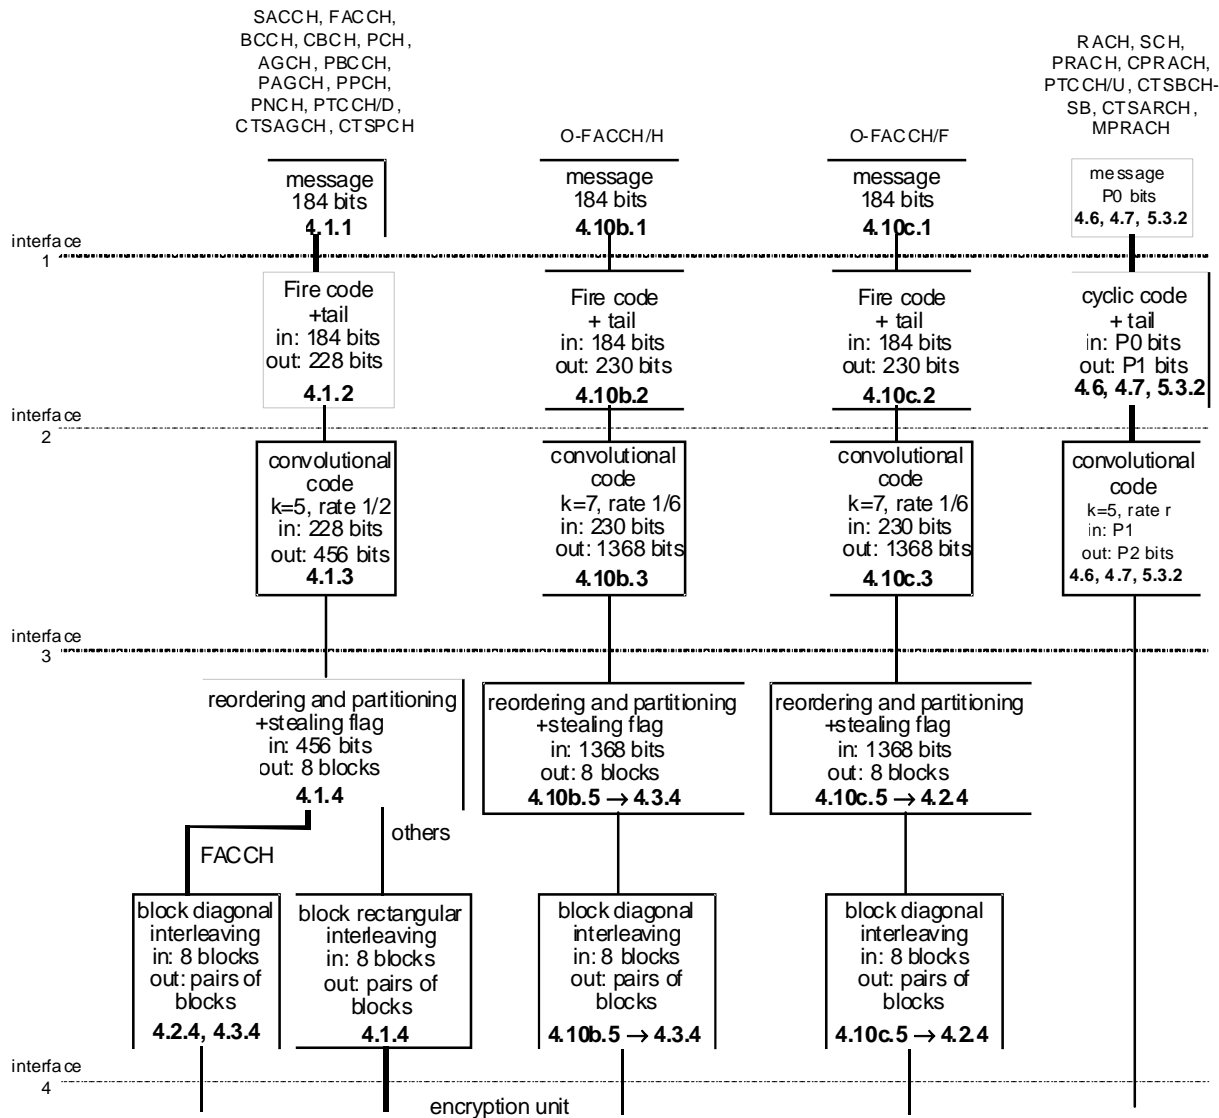 SACCH, FACCH,
BCCH, CBCH, PCH,
AGCH, PBCCH,
PAGCH, PPCH,
PNCH, PTCCH/D,
CTSAGCH, CTSPCH
O-FACCH/H
O-FACCH/F
RACH, SCH,
PRACH, CPRACH,
PTCCH/U, CTSBCH-
SB, CTSARCH,
MPRACH
message
184 bits
4.1.1
message
184 bits
4.10b.1
message
184 bits
4.10c.1
message
P0 bits
4.6, 4.7, 5.3.2
interface
1
Fire code
+tail
in: 184 bits
out: 228 bits
4.1.2
Fire code
+ tail
in: 184 bits
out: 230 bits
4.10b.2
Fire code
+ tail
in: 184 bits
out: 230 bits
4.10c.2
cyclic code
+ tail
in: P0 bits
out: P1 bits
4.6, 4.7, 5.3.2
interface
2
convolutional
code
k=5, rate 1/2
in: 228 bits
out: 456 bits
4.1.3
convolutional
code
k=7, rate 1/6
in: 230 bits
out: 1368 bits
4.10b.3
convolutional
code
k=7, rate 1/6
in: 230 bits
out: 1368 bits
4.10c.3
convolutional
code
k=5, rate r
in: P1
out: P2 bits
4.6, 4.7, 5.3.2
interface
3
reordering and partitioning
+stealing flag
in: 456 bits
out: 8 blocks
4.1.4
reordering and partitioning
+stealing flag
in: 1368 bits
out: 8 blocks
4.10b.5 → 4.3.4
reordering and partitioning
+stealing flag
in: 1368 bits
out: 8 blocks
4.10c.5 → 4.2.4
FACCH
others
block diagonal
interleaving
in: 8 blocks
out: pairs of
blocks
4.2.4, 4.3.4
block rectangular
interleaving
in: 8 blocks
out: pairs of
blocks
4.1.4
block diagonal
interleaving
in: 8 blocks
out: pairs of
blocks
4.10b.5 → 4.3.4
block diagonal
interleaving
in: 8 blocks
out: pairs of
blocks
4.10c.5 → 4.2.4
interface
4
encryption unit